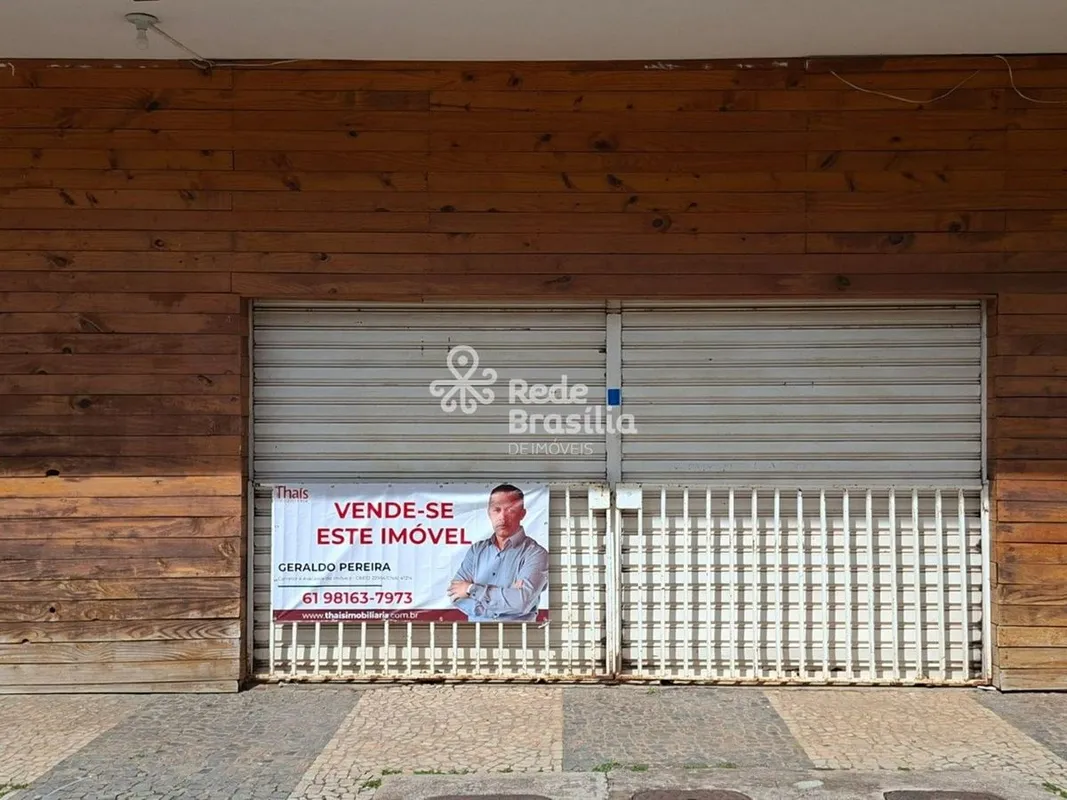 Rede
Brasília
DE IMÓVEIS
Thaís
VENDE-SE
ESTE IMÓVEL
GERALDO PEREIRA
61 98163-7973
www.thaisimobiliaria.com.br